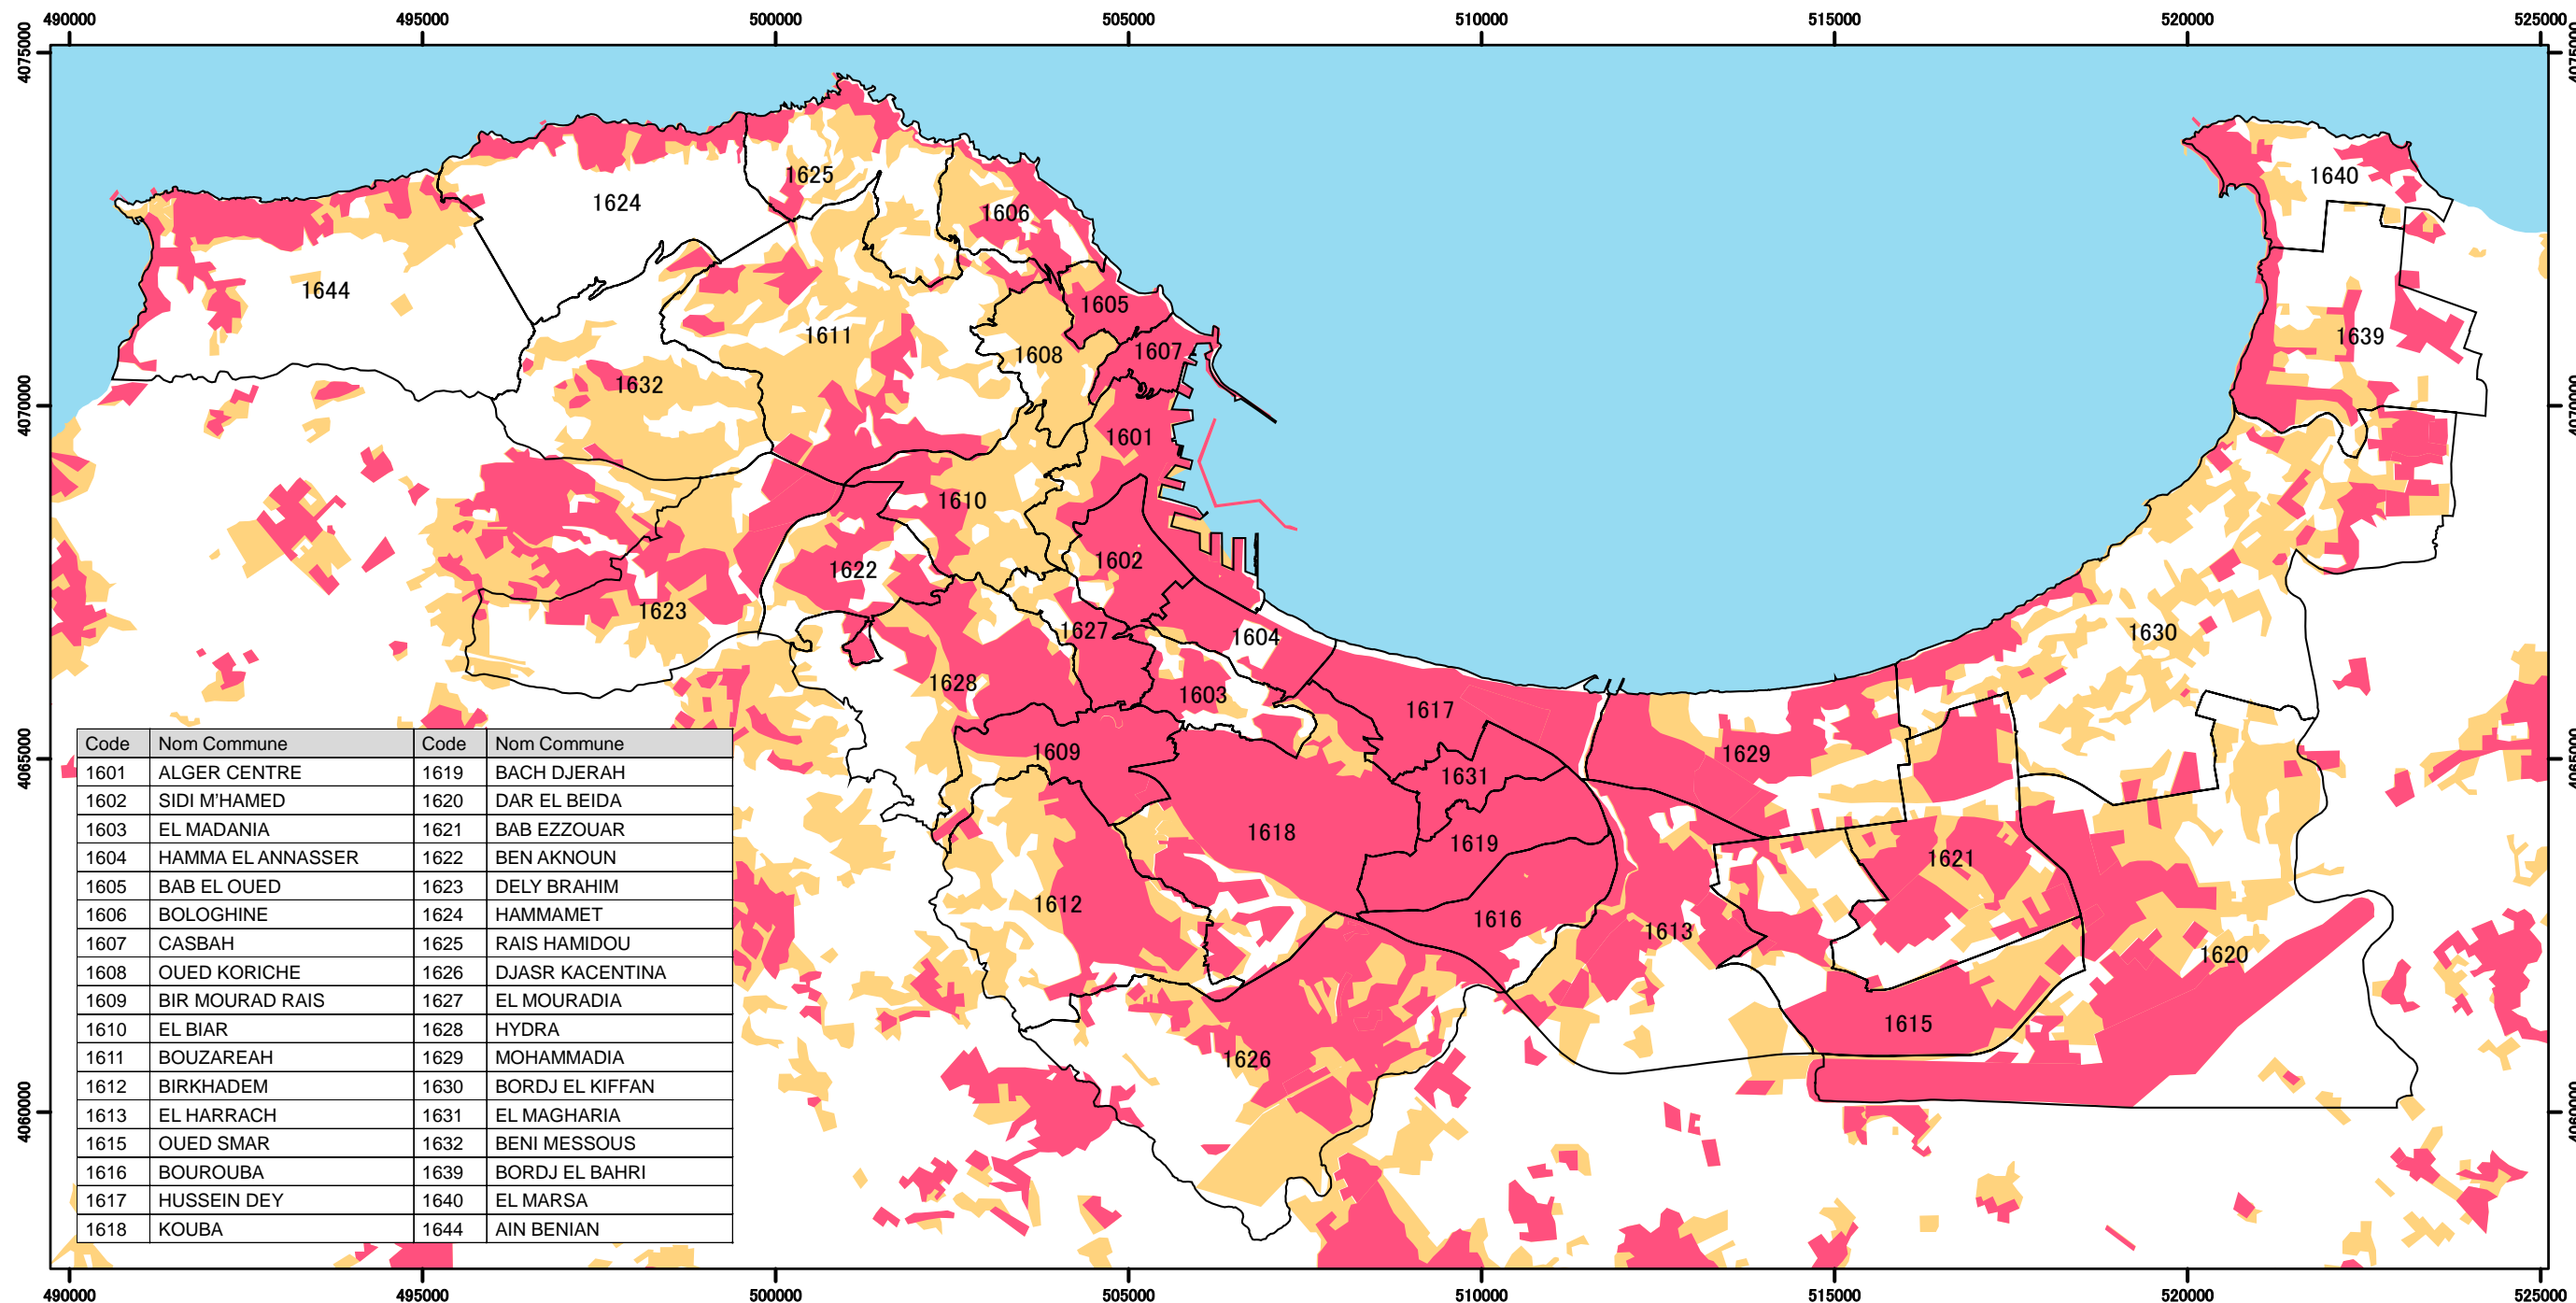 490000 495000 500000 505000 510000 515000 520000 525000
4075000 4075000
1640
1625
1624
1606
1644
1605
1611
1639
1607
1608
1632
4070000 4070000
1601
1610
1602
1622
1623
1627
1604
1630
1628
1603
1617
1609
1629
4065000 4065000
1631
1618
1619
1621
1612
1616
1613
1620
1615
1626
4060000 4060000
Code Nom Commune Code Nom Commune
1601 ALGER CENTRE 1619 BACH DJERAH
1602 SIDI M'HAMED 1620 DAR EL BEIDA
1603 EL MADANIA 1621 BAB EZZOUAR
1604 HAMMA EL ANNASSER 1622 BEN AKNOUN
1605 BAB EL OUED 1623 DELY BRAHIM
1606 BOLOGHINE 1624 HAMMAMET
1607 CASBAH 1625 RAIS HAMIDOU
1608 OUED KORICHE 1626 DJASR KACENTINA
1609 BIR MOURAD RAIS 1627 EL MOURADIA
1610 EL BIAR 1628 HYDRA
1611 BOUZAREAH 1629 MOHAMMADIA
1612 BIRKHADEM 1630 BORDJ EL KIFFAN
1613 EL HARRACH 1631 EL MAGHARIA
1615 OUED SMAR 1632 BENI MESSOUS
1616 BOUROUBA 1639 BORDJ EL BAHRI
1617 HUSSEIN DEY 1640 EL MARSA
1618 KOUBA 1644 AIN BENIAN
490000 495000 500000 505000 510000 515000 520000 525000